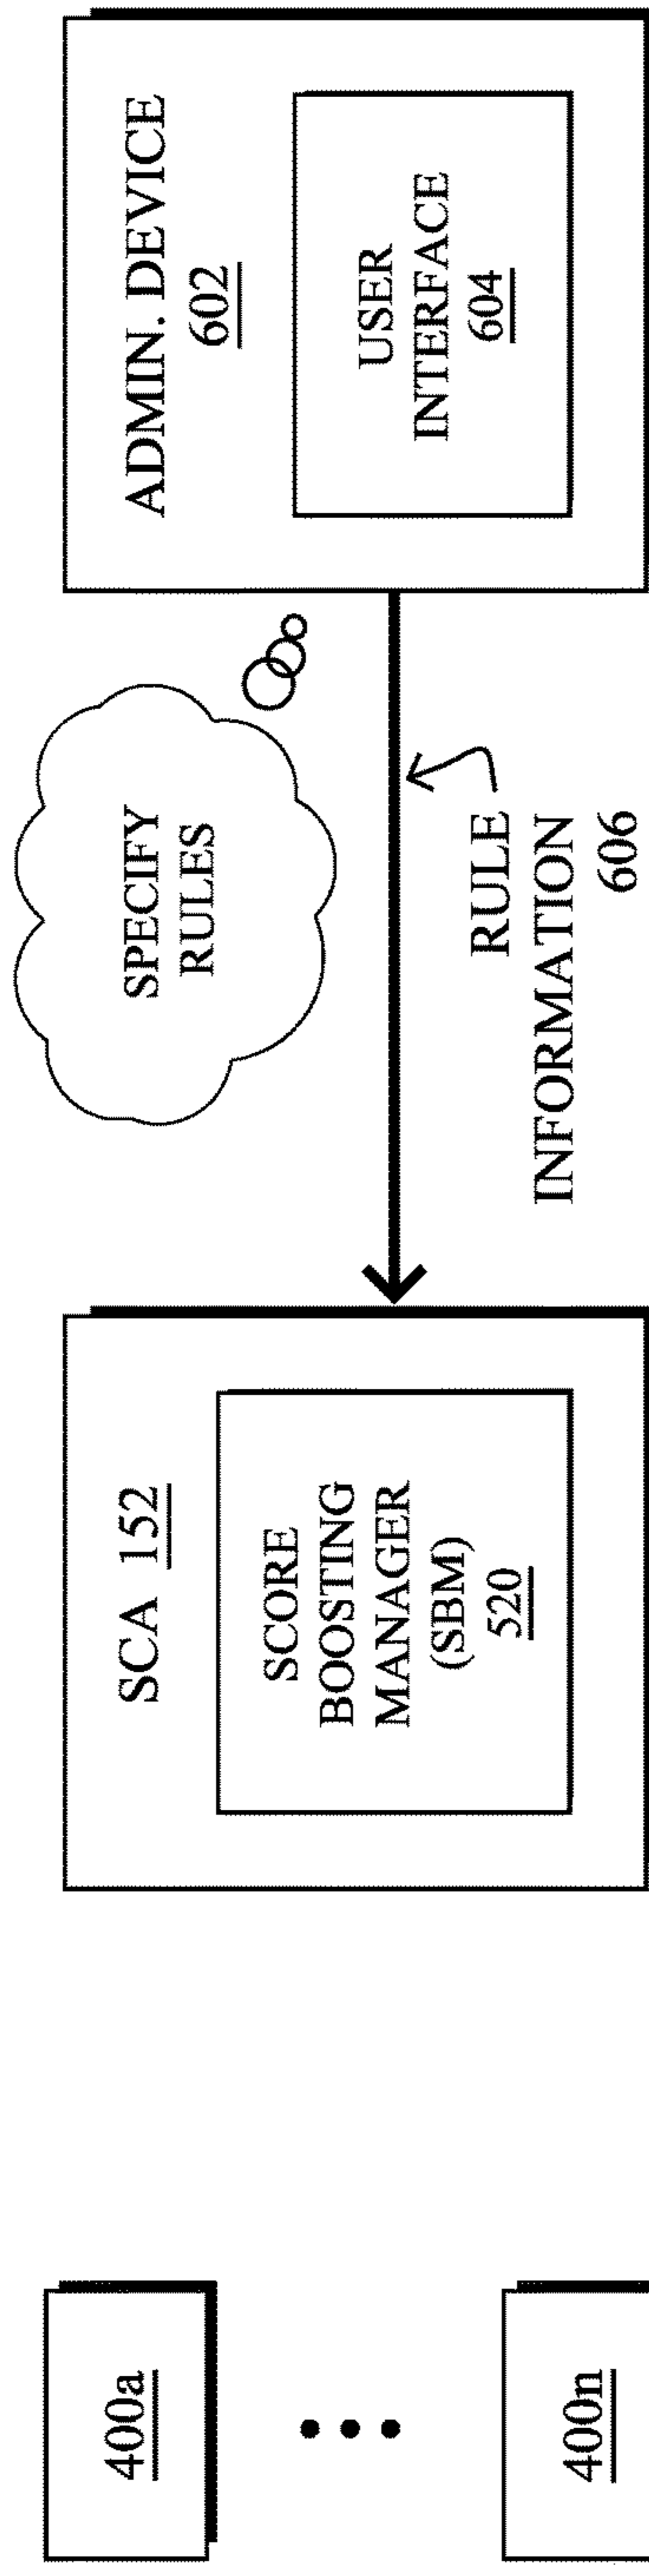 400a
400n
SCA 152
SCORE
BOOSTING
MANAGER
(SBM)
520
SPECIFY
RULES
RULE
INFORMATION
606
ADMIN. DEVICE
602
USER
INTERFACE
604